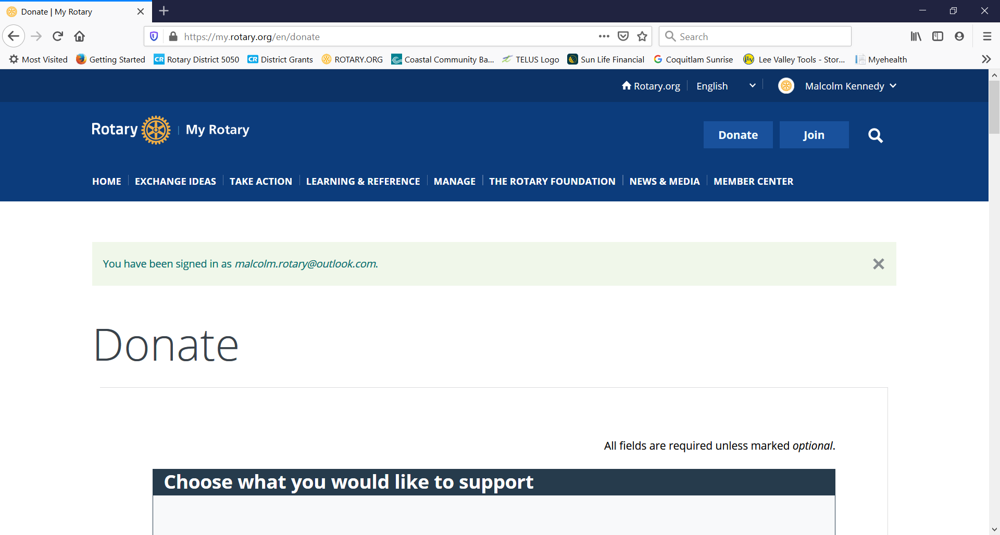 Donate | My Rotary
https://my.rotary.org/en/donate
Search
Most Visited Getting Started CR Rotary District 5050 CR District Grants ROTARY.ORG Coastal Community Ba... TELUS Logo Sun Life Financial G Coquitlam Sunrise LV Lee Valley Tools - Stor... Myehealth
Rotary.org English Malcolm Kennedy
Rotary | My Rotary
Donate Join
HOME EXCHANGE IDEAS TAKE ACTION LEARNING & REFERENCE MANAGE THE ROTARY FOUNDATION NEWS & MEDIA MEMBER CENTER
You have been signed in as malcolm.rotary@outlook.com.
Donate
All fields are required unless marked optional.
Choose what you would like to support